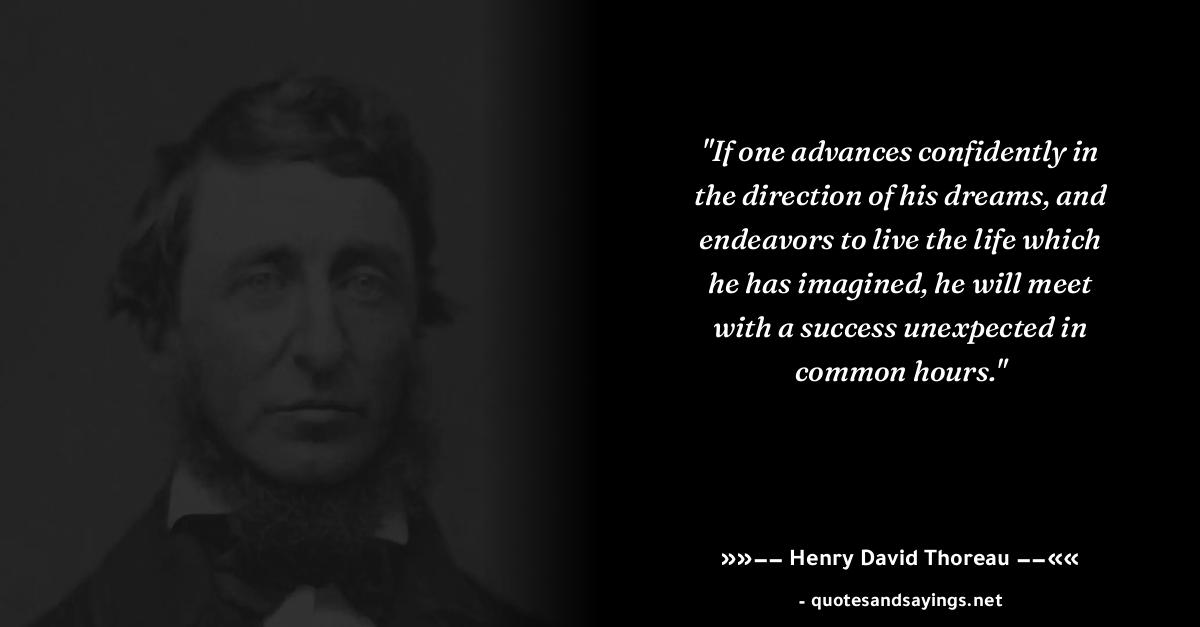 "If one advances confidently in
the direction of his dreams, and
endeavors to live the life which
he has imagined, he will meet
with a success unexpected in
common hours."
»»−− Henry David Thoreau −−««
- quotesandsayings.net